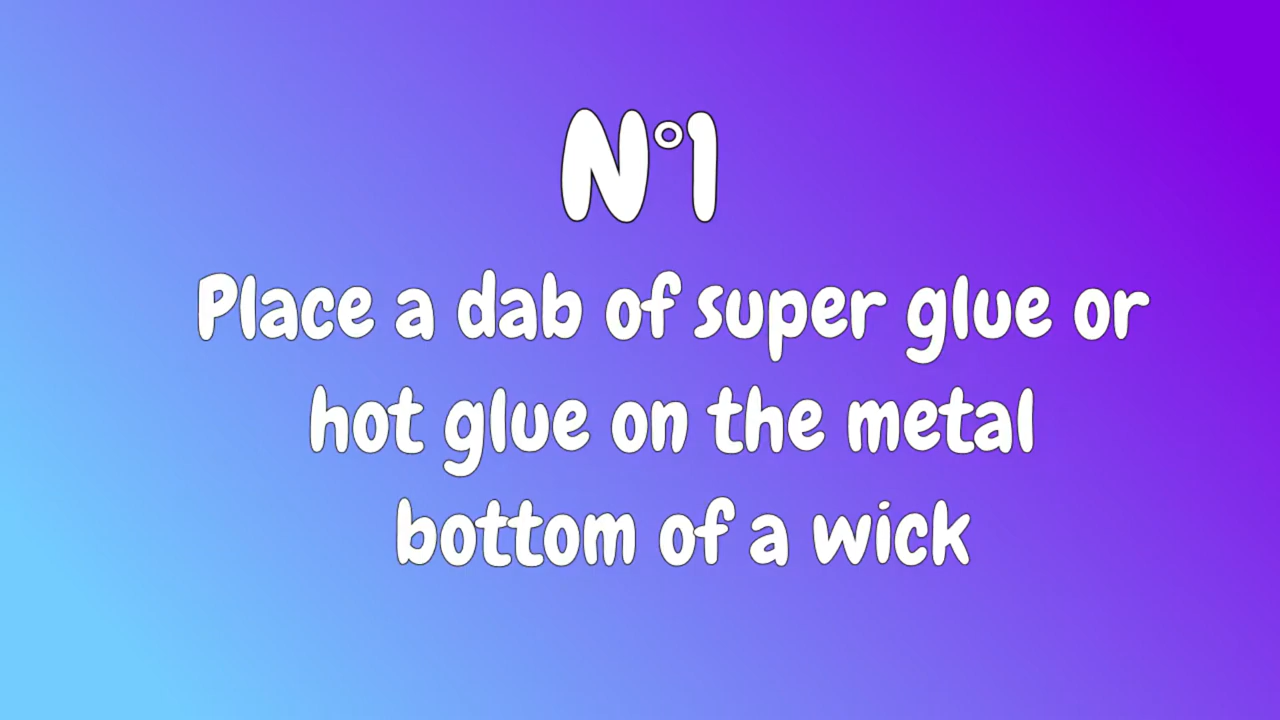 N°1
Place a dab of super glue or
hot glue on the metal
bottom of a wick